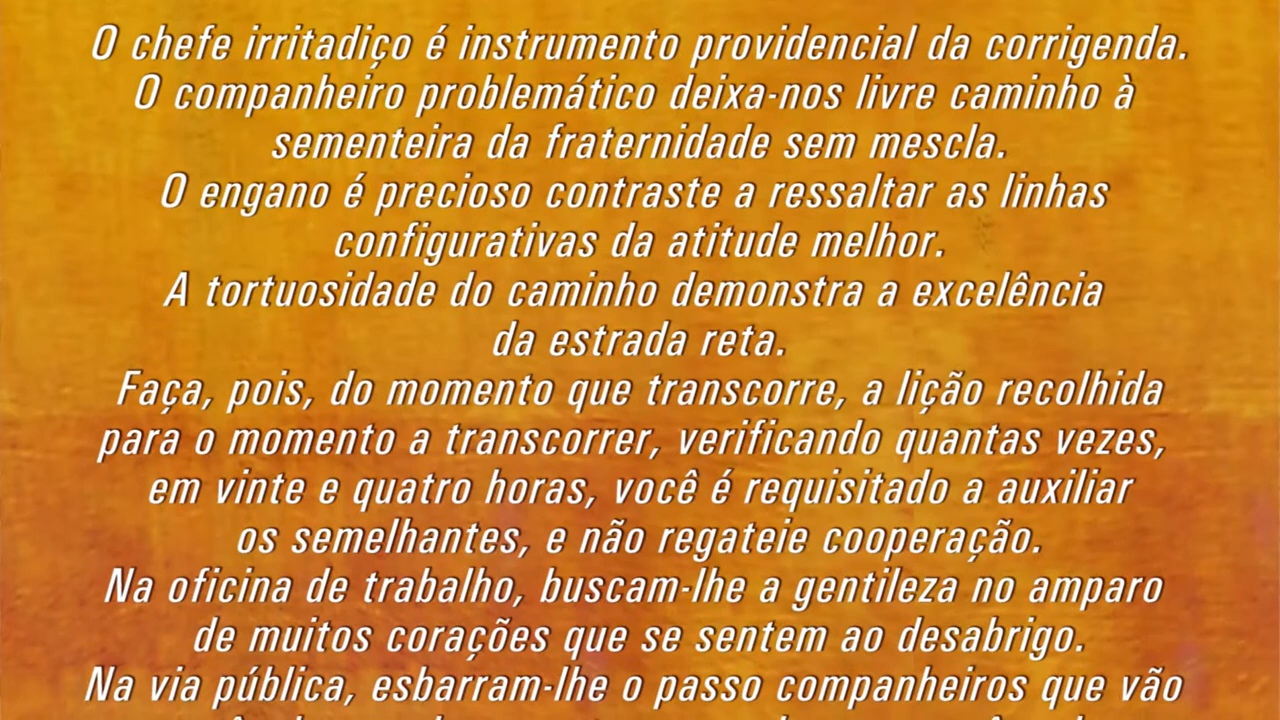 O chefe irritadiço é instrumento providencial da corrigenda.
O companheiro problemático deixa-nos livre caminho à
sementeira da fraternidade sem mescla.
O engano é precioso contraste a ressaltar as linhas
configurativas da atitude melhor.
A tortuosidade do caminho demonstra a excelência
da estrada reta.
Faça, pois, do momento que transcorre, a lição recolhida
para o momento a transcorrer, verificando quantas vezes,
em vinte e quatro horas, você é requisitado a auxiliar
os semelhantes, e não regateie cooperação.
Na oficina de trabalho, buscam-lhe a gentileza no amparo
de muitos corações que se sentem ao desabrigo.
Na via pública, esbarram-lhe o passo companheiros que vão